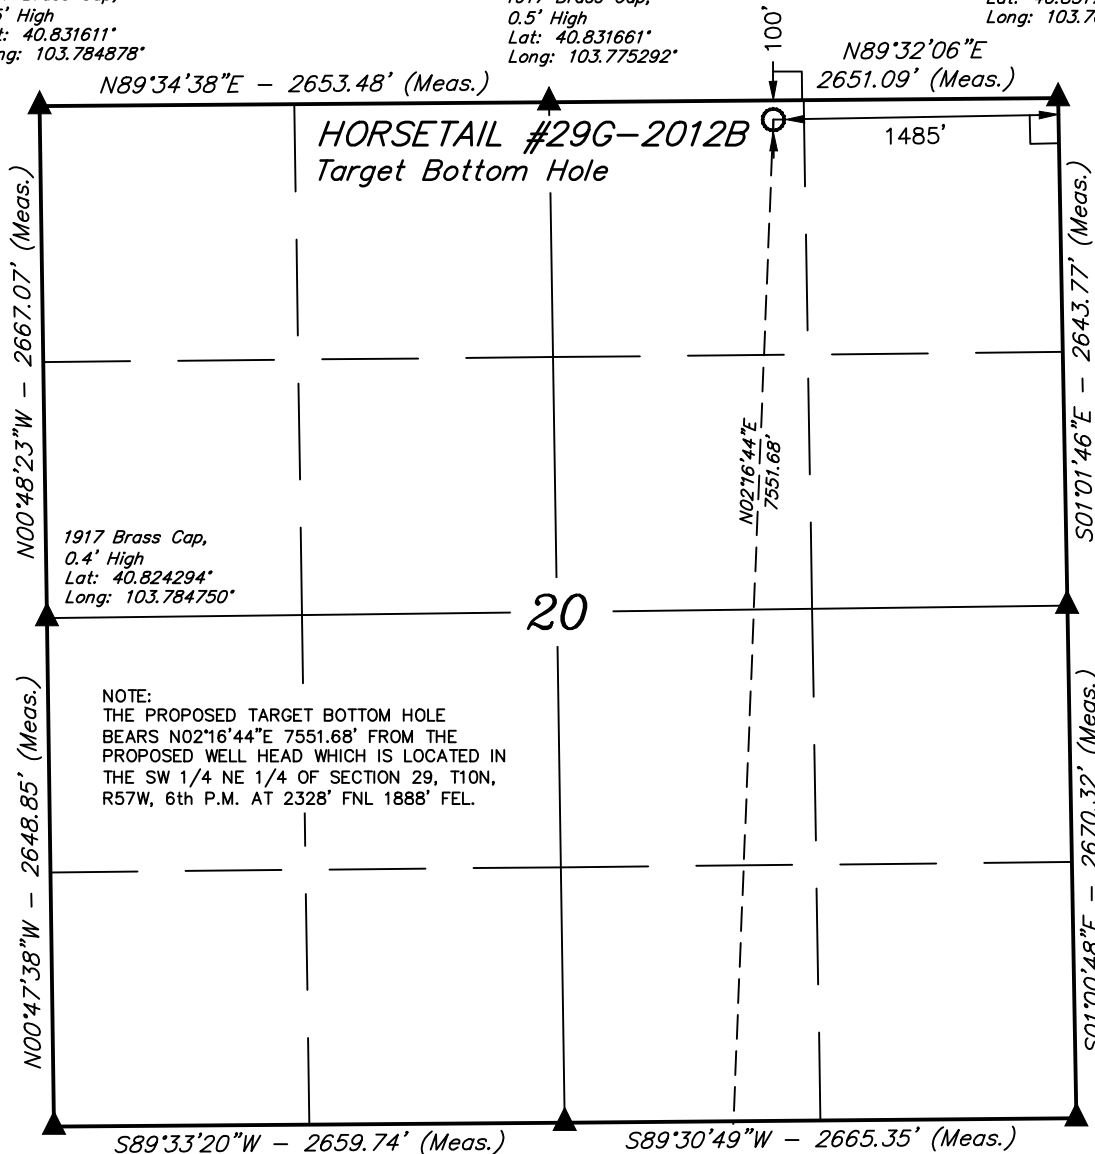 0.5' High
Lat: 40.831661°
Long: 103.775292°
100'
N89°32'06"E
2651.09' (Meas.)
N89°34'38"E - 2653.48' (Meas.)
HORSETAIL #29G-2012B
Target Bottom Hole
1485'
N00°48'23"W - 2667.07' (Meas.)
S01°01'46"E - 2643.77' (Meas.)
N02°16'44"E
7551.68'
1917 Brass Cap,
0.4' High
Lat: 40.824294°
Long: 103.784750°
20
NOTE:
THE PROPOSED TARGET BOTTOM HOLE
BEARS N02°16'44"E 7551.68' FROM THE
PROPOSED WELL HEAD WHICH IS LOCATED IN
THE SW 1/4 NE 1/4 OF SECTION 29, T10N,
R57W, 6th P.M. AT 2328' FNL 1888' FEL.
N00°47'38"W - 2648.85' (Meas.)
S01°00'48"E - 2670.32' (Meas.)
S89°33'20"W - 2659.74' (Meas.)
S89°30'49"W - 2665.35' (Meas.)
High
40.831611°
103.784878°
Long: